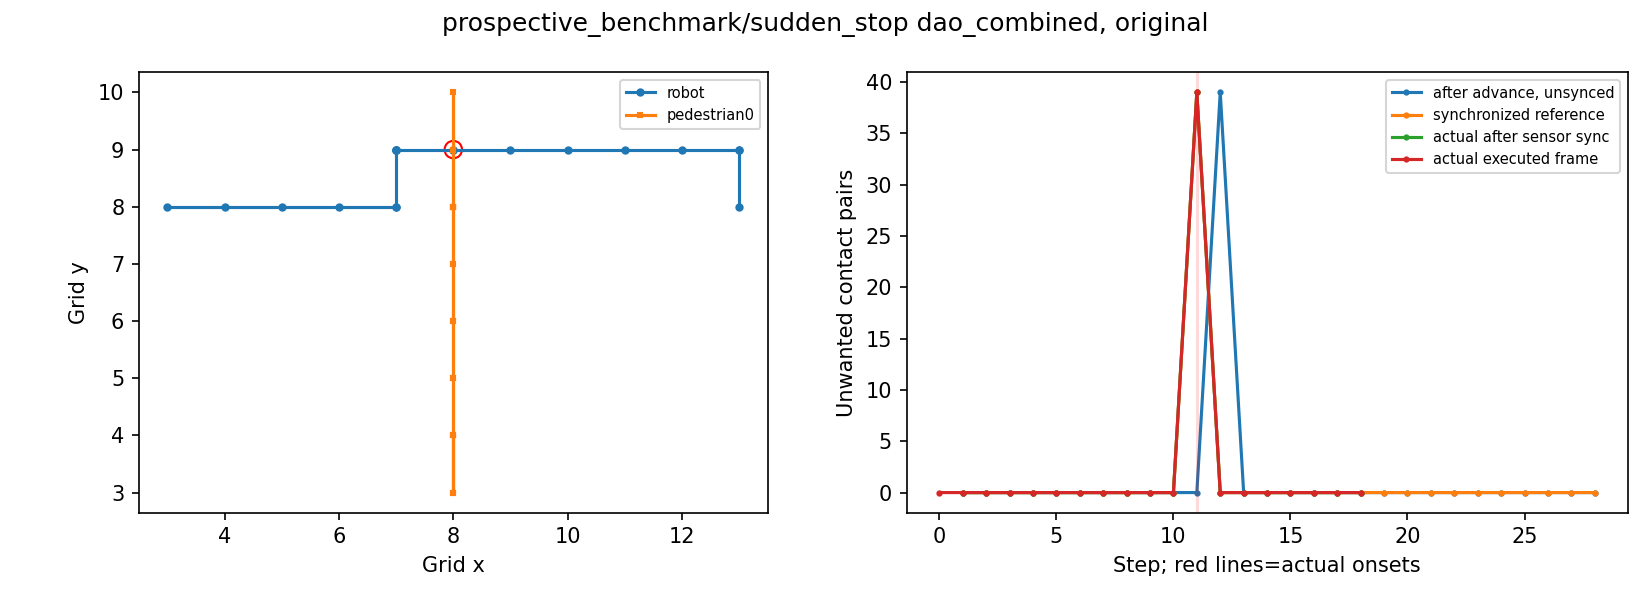 prospective_benchmark/sudden_stop dao_combined, original
10
9
8
7
6
5
4
3
Grid y
4 6 8 10 12
Grid x
robot
pedestrian0
40
35
30
25
20
15
10
5
0
Unwanted contact pairs
0 5 10 15 20 25
Step; red lines=actual onsets
after advance, unsynced
synchronized reference
actual after sensor sync
actual executed frame